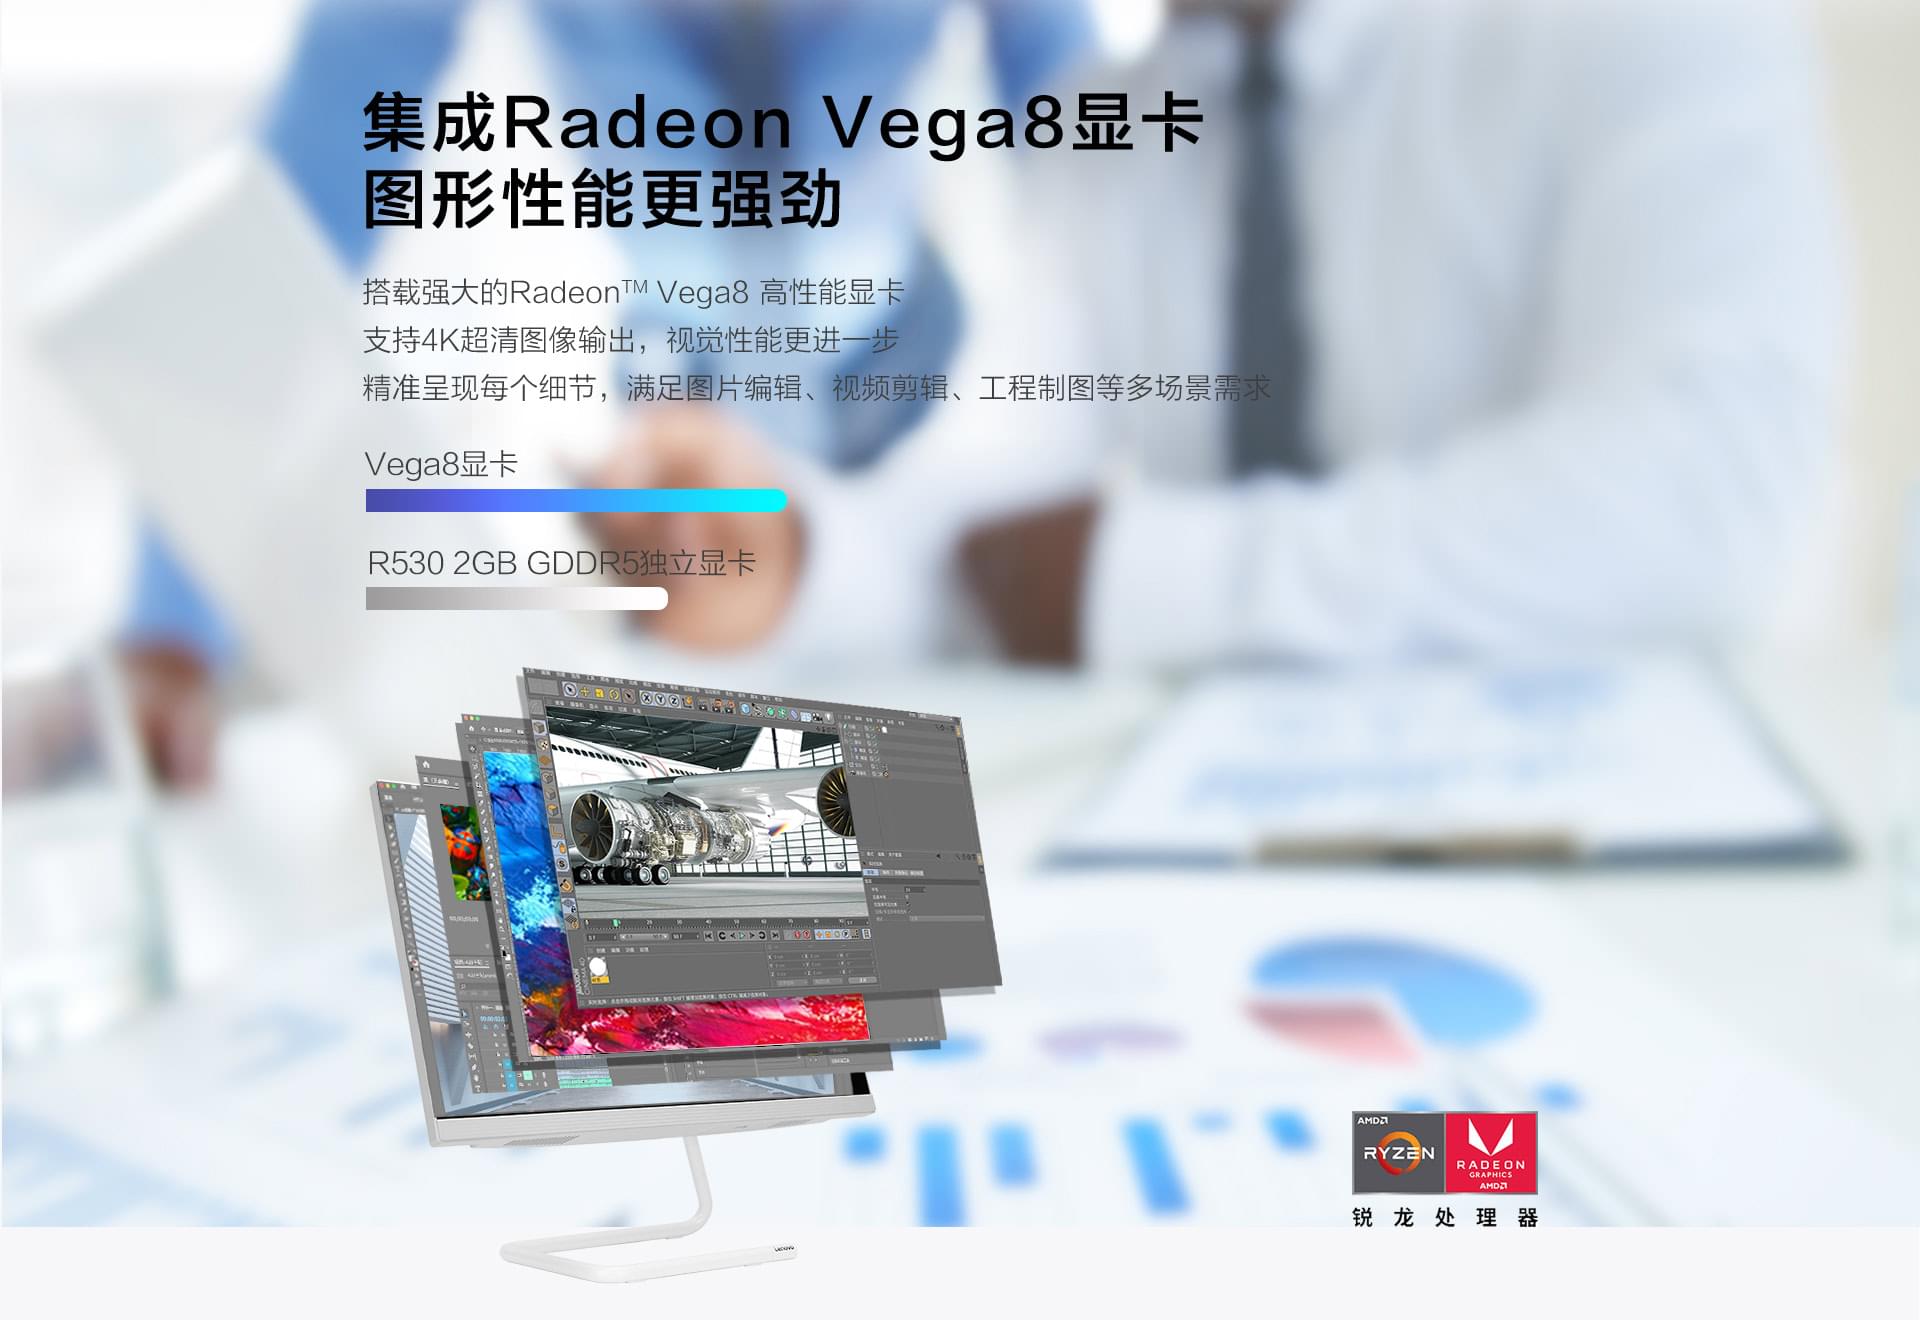 集成Radeon Vega8显卡
图形性能更强劲
搭载强大的Radeon™ Vega8 高性能显卡
支持4K超清图像输出，视觉性能更进一步
精准呈现每个细节，满足图片编辑、视频剪辑、工程制图等多场景需求
Vega8显卡
R530 2GB GDDR5独立显卡
AMD
RYZEN
RADEON
GRAPHICS
AMD
锐龙处理器
Lenovo